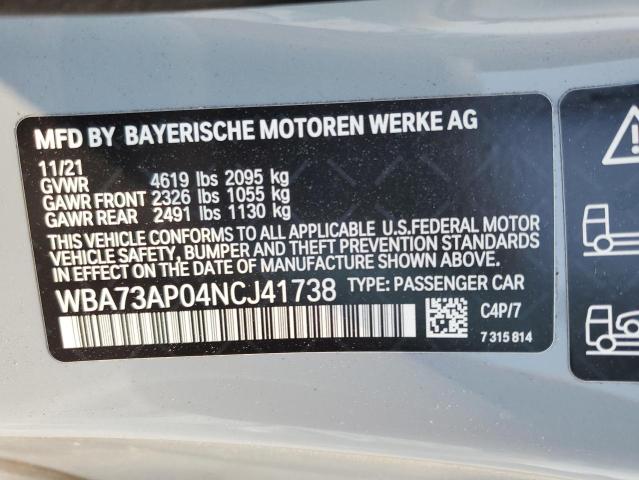 MFD BY BAYERISCHE MOTOREN WERKE AG
11/21
GVWR 4619 lbs 2095 kg
GAWR FRONT 2326 lbs 1055 kg
GAWR REAR 2491 lbs 1130 kg
THIS VEHICLE CONFORMS TO ALL APPLICABLE U.S.FEDERAL MOTOR
VEHICLE SAFETY, BUMPER AND THEFT PREVENTION STANDARDS
IN EFFECT ON THE DATE OF MANUFACTURE SHOWN ABOVE.
WBA73AP04NCJ41738 TYPE: PASSENGER CAR
C4P/7
7 315 814